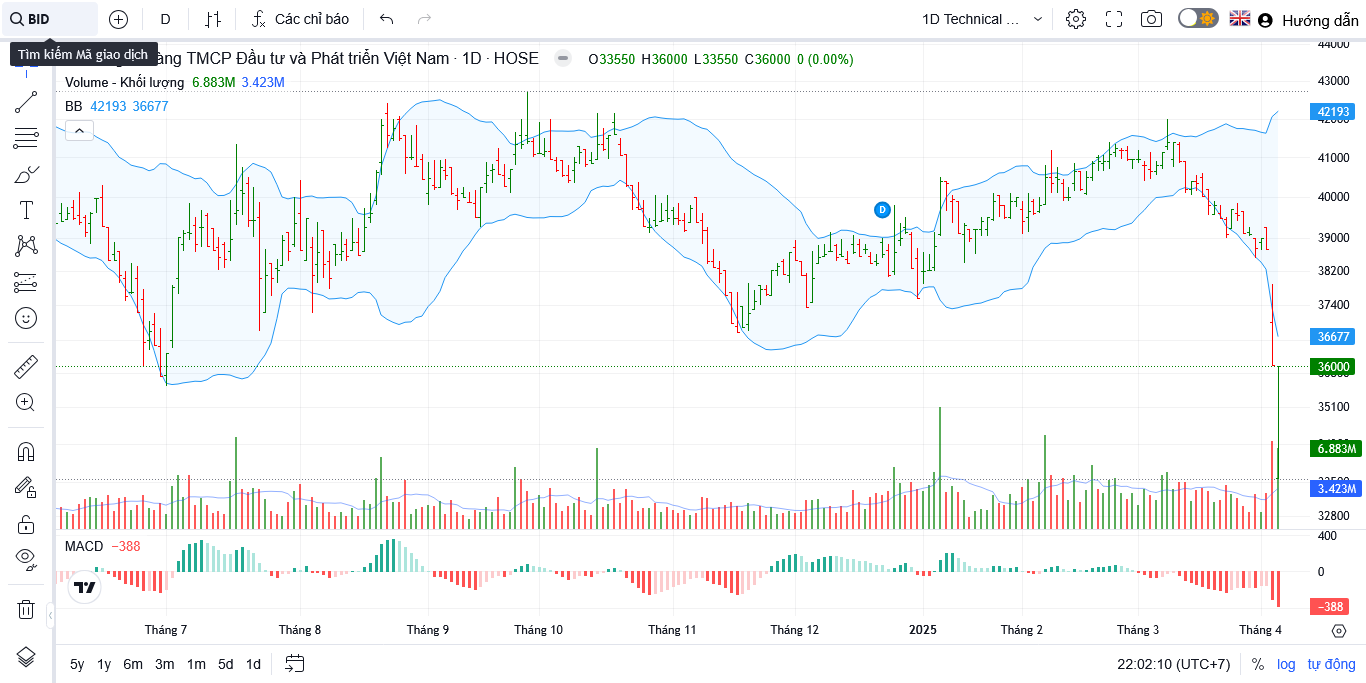 BID
D
Các chỉ báo
1D Technical ...
Hướng dẫn
Tìm kiếm Mã giao dịch
àng TMCP Đầu tư và Phát triển Việt Nam · 1D · HOSE
O33550 H36000 L33550 C36000 0 (0.00%)
Volume - Khối lượng 6.883M 3.423M
BB 42193 36677
44000
43000
42193
41000
40000
D
39000
38200
37400
36677
36000
35100
6.883M
3.423M
32800
MACD −388
400
0
−388
Tháng 7
Tháng 8
Tháng 9
Tháng 10
Tháng 11
Tháng 12
2025
Tháng 2
Tháng 3
Tháng 4
5y 1y 6m 3m 1m 5d 1d
22:02:10 (UTC+7)
% log tự động